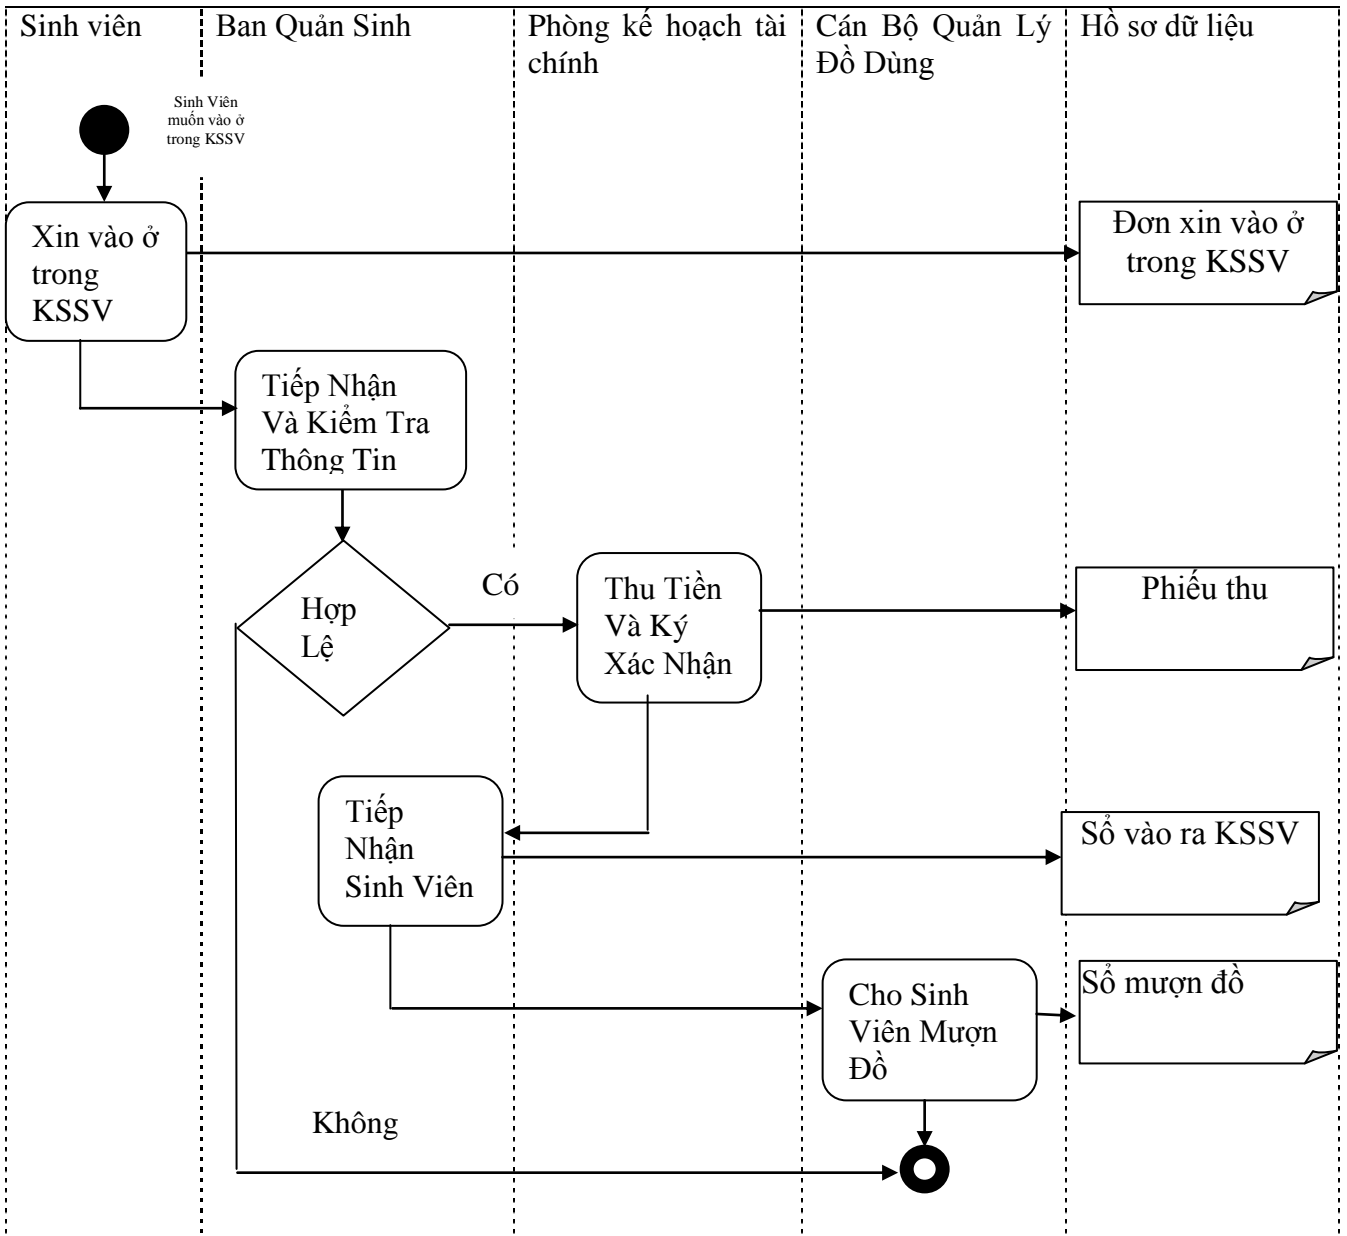 Sinh viên
Ban Quản Sinh
Phòng kế hoạch tài
chính
Cán Bộ Quản Lý
Đồ Dùng
Hồ sơ dữ liệu
Sinh Viên
muốn vào ở
trong KSSV
Xin vào ở
trong
KSSV
Đơn xin vào ở
trong KSSV
Tiếp Nhận
Và Kiểm Tra
Thông Tin
Hợp
Lệ
Có
Thu Tiền
Và Ký
Xác Nhận
Phiếu thu
Tiếp
Nhận
Sinh Viên
Sổ vào ra KSSV
Cho Sinh
Viên Mượn
Đồ
Sổ mượn đồ
Không